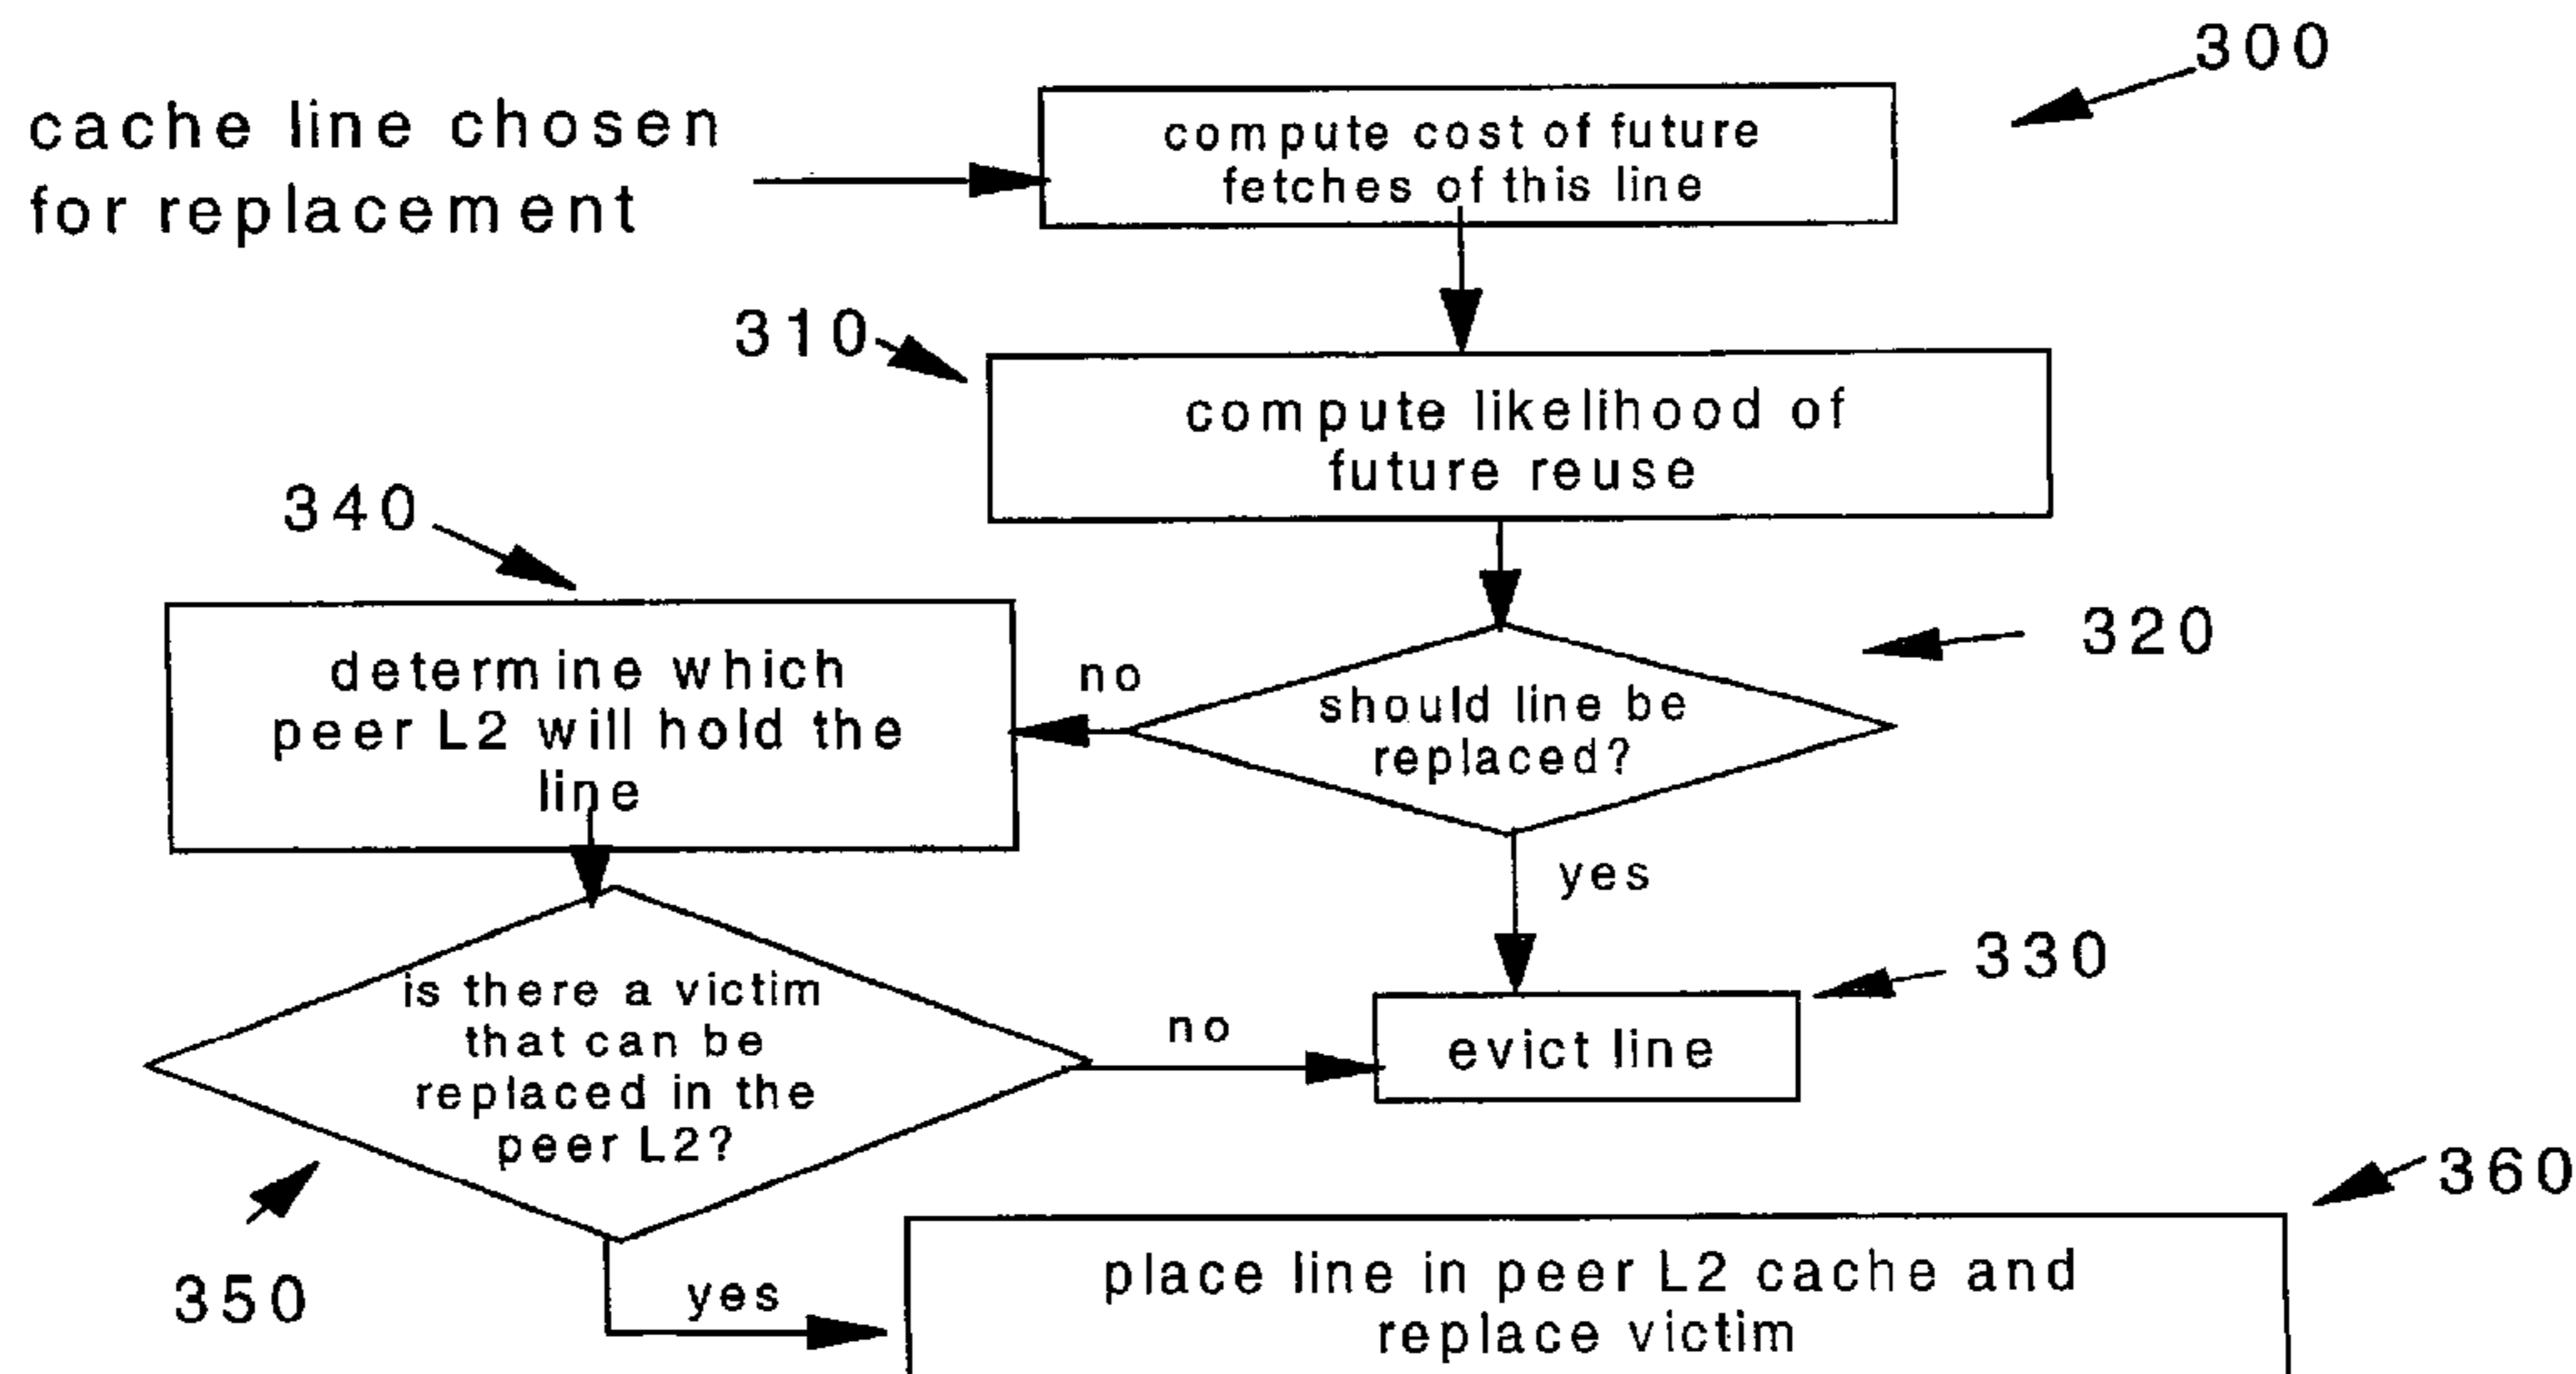 300
cache line chosen
for replacement
compute cost of future
fetches of this line
310
compute likelihood of
future reuse
340
320
determine which
peer L2 will hold the
line
no
should line be
replaced?
yes
330
is there a victim
that can be
replaced in the
peer L2?
no
evict line
360
350
yes
place line in peer L2 cache and
replace victim